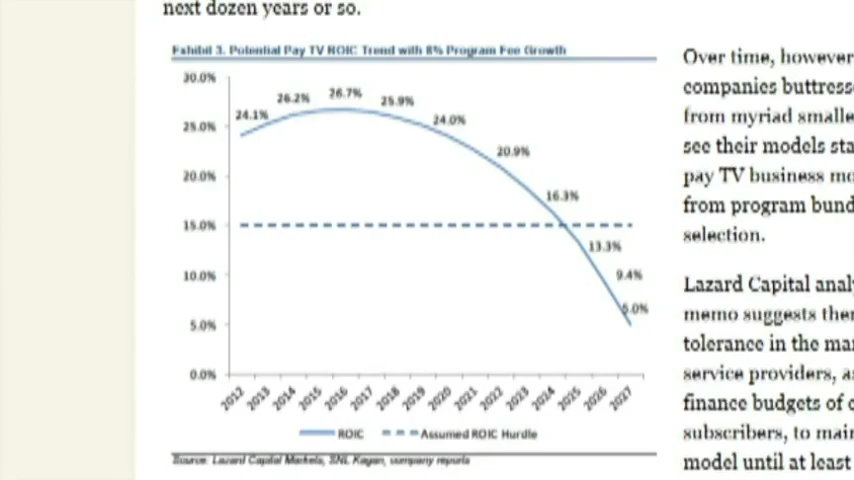 next dozen years or so.
Exhibit 3. Potential Pay TV ROIC Trend with 8% Program Fee Growth
30.0%
25.0%
20.0%
15.0%
10.0%
5.0%
0.0%
24.1%
26.2%
26.7%
25.9%
24.0%
20.9%
16.3%
13.3%
9.4%
5.0%
2012
2013
2014
2015
2016
2017
2018
2019
2020
2021
2022
2023
2024
2025
2026
2027
ROIC
Assumed ROIC Hurdle
Source: Lazard Capital Markets, SNL Kagan, company reports
Over time, however
companies buttress
from myriad smalle
see their models sta
pay TV business mo
from program bund
selection.
Lazard Capital anal
memo suggests ther
tolerance in the mar
service providers, a
finance budgets of c
subscribers, to main
model until at least